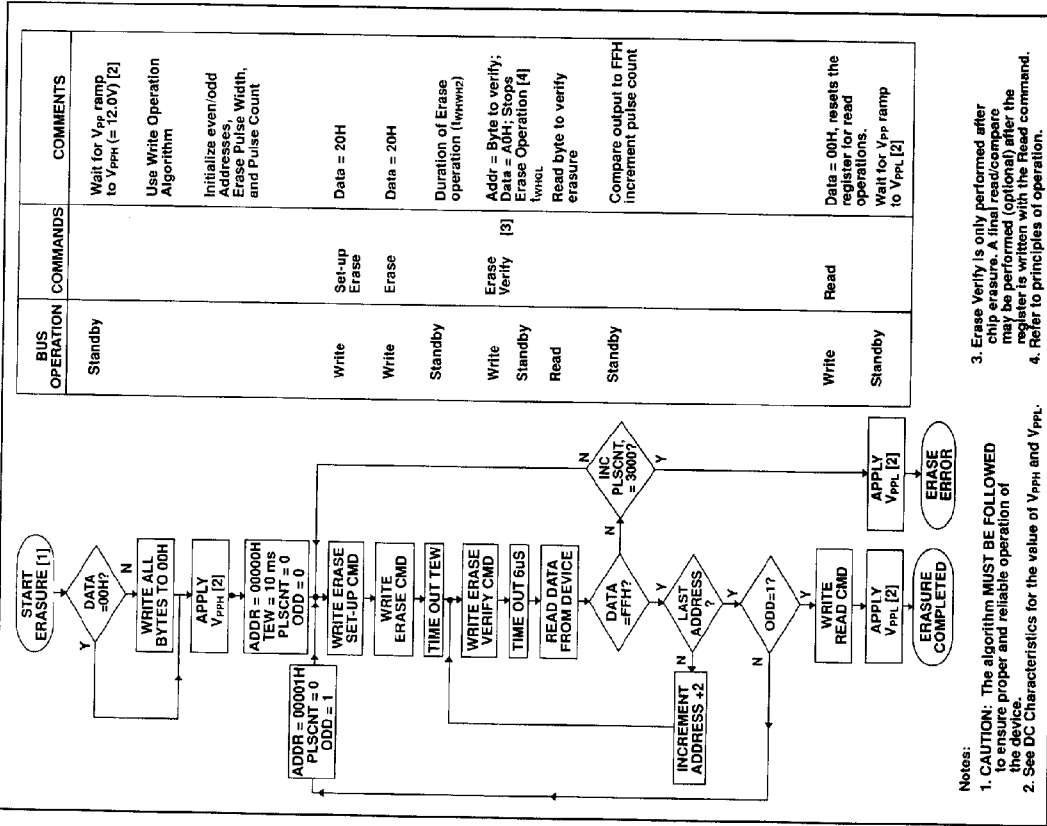 START
ERASURE [1]
DATA
=00H?
Y
N
WRITE ALL
BYTES TO 00H
APPLY
VPPH [2]
ADDR = 00000H
TEW = 10 ms
PLSCNT = 0
ODD = 0
ADDR = 00001H
PLSCNT = 0
ODD = 1
WRITE ERASE
SET-UP CMD
WRITE
ERASE CMD
TIME OUT TEW
WRITE ERASE
VERIFY CMD
TIME OUT 6uS
READ DATA
FROM DEVICE
DATA
=FFH?
N
Y
INC
PLSCNT,
= 3000?
N
Y
LAST
ADDRESS
?
N
Y
INCREMENT
ADDRESS +2
ODD=1?
N
Y
WRITE
READ CMD
APPLY
VPPL [2]
ERASURE
COMPLETED
APPLY
VPPL [2]
ERASE
ERROR
BUS
OPERATION
COMMANDS
COMMENTS
Standby
Wait for VPP ramp
to VPPH (= 12.0V) [2]
Use Write Operation
Algorithm
Initialize even/odd
Addresses,
Erase Pulse Width,
and Pulse Count
Write
Set-up
Erase
Data = 20H
Write
Erase
Data = 20H
Standby
Duration of Erase
operation (tWHWH2)
Write
Erase
Verify
[3]
Addr = Byte to verify;
Data = A0H; Stops
Erase Operation [4]
Standby
tWHGL
Read
Read byte to verify
erasure
Standby
Compare output to FFH
increment pulse count
Write
Read
Data = 00H, resets the
register for read
operations.
Standby
Wait for VPP ramp
to VPPL [2]
Notes:
1. CAUTION: The algorithm MUST BE FOLLOWED
to ensure proper and reliable operation of
the device.
2. See DC Characteristics for the value of VPPH and VPPL.
3. Erase Verify is only performed after
chip erasure. A final read/compare
may be performed (optional) after the
register is written with the Read command.
4. Refer to principles of operation.